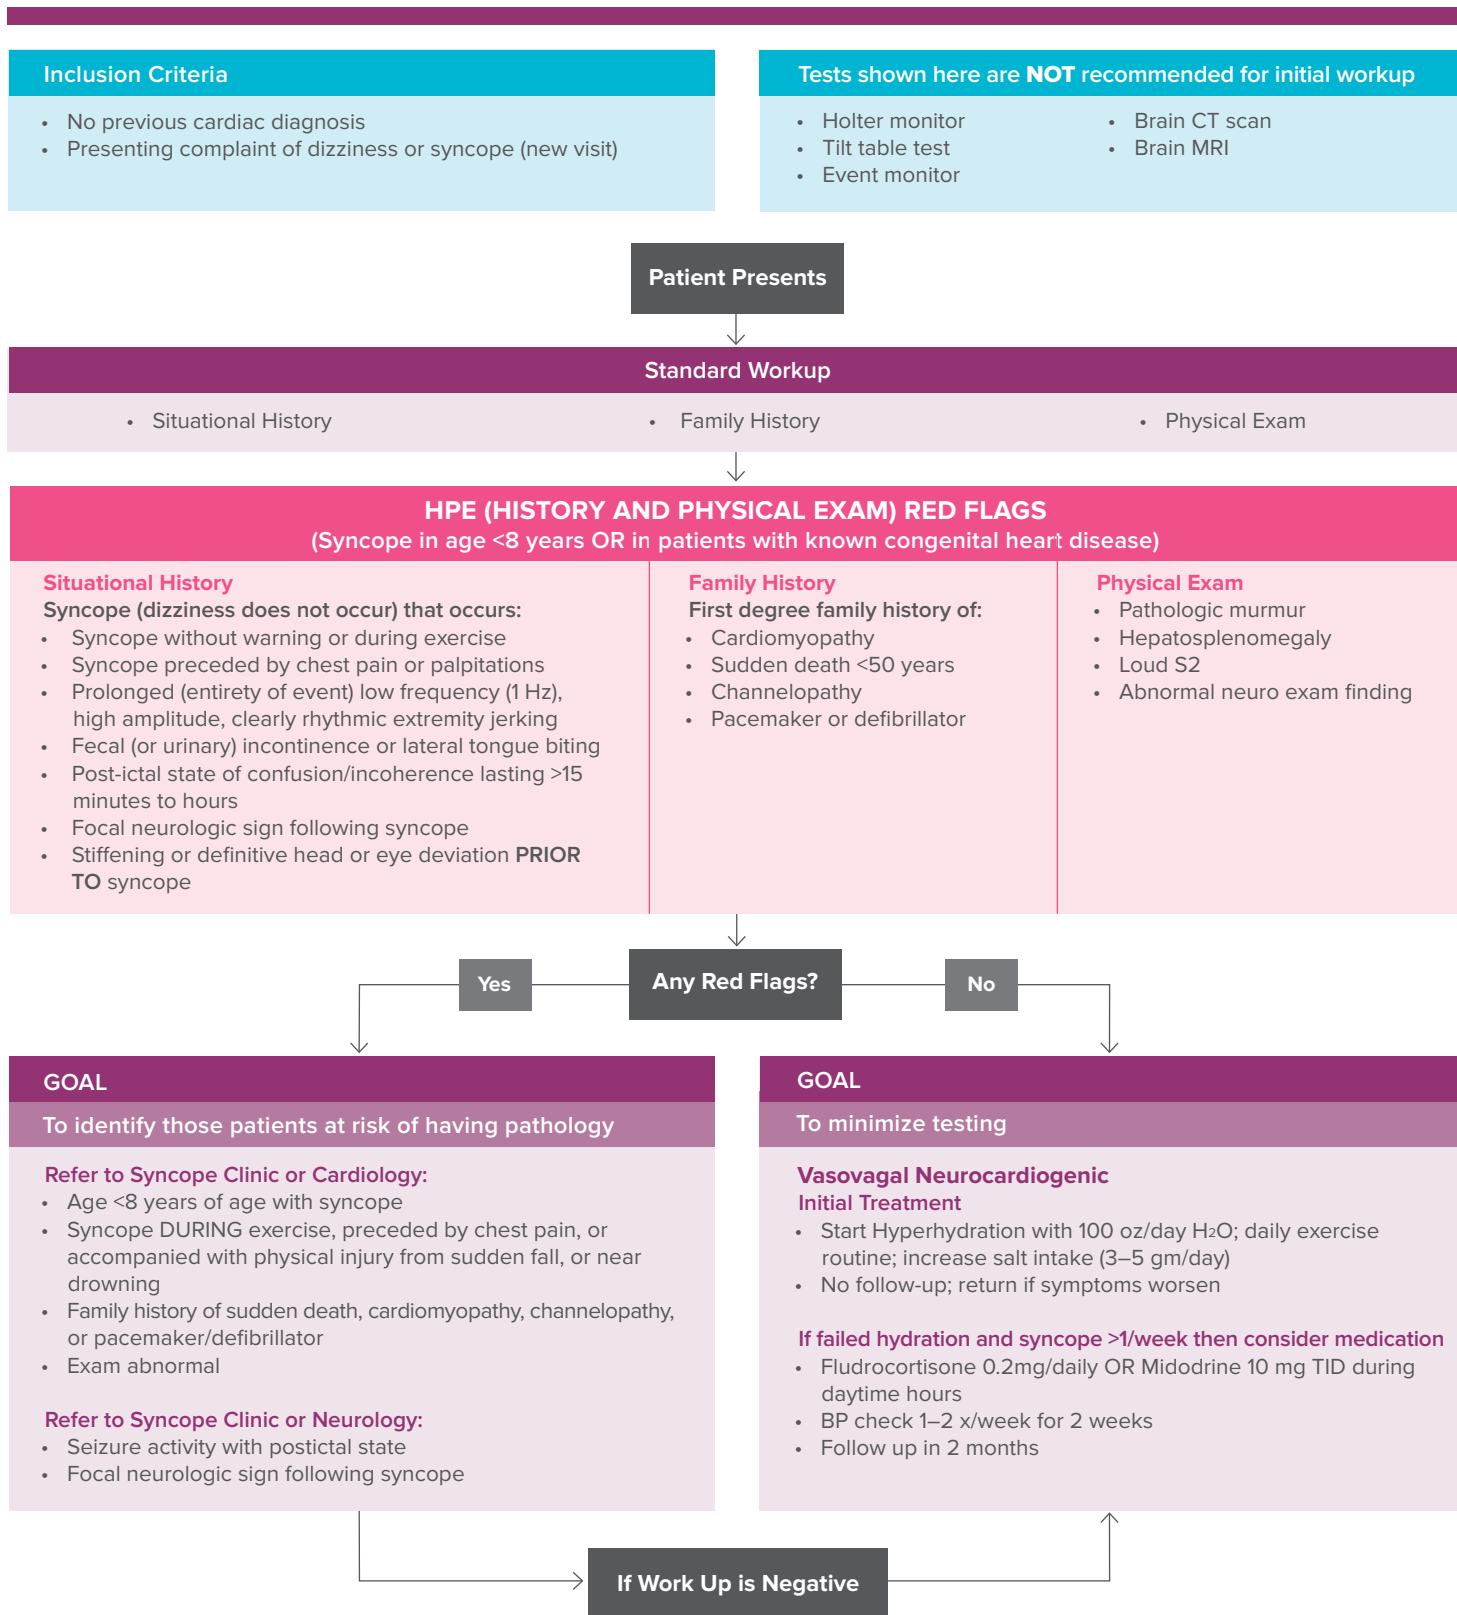 Inclusion Criteria
• No previous cardiac diagnosis
• Presenting complaint of dizziness or syncope (new visit)
Tests shown here are NOT recommended for initial workup
• Holter monitor
• Tilt table test
• Event monitor
• Brain CT scan
• Brain MRI
Patient Presents
Standard Workup
• Situational History
• Family History
• Physical Exam
HPE (HISTORY AND PHYSICAL EXAM) RED FLAGS
(Syncope in age <8 years OR in patients with known congenital heart disease)
Situational History
Syncope (dizziness does not occur) that occurs:
• Syncope without warning or during exercise
• Syncope preceded by chest pain or palpitations
• Prolonged (entirety of event) low frequency (1 Hz),
high amplitude, clearly rhythmic extremity jerking
• Fecal (or urinary) incontinence or lateral tongue biting
• Post-ictal state of confusion/incoherence lasting >15
minutes to hours
• Focal neurologic sign following syncope
• Stiffening or definitive head or eye deviation PRIOR
TO syncope
Family History
First degree family history of:
• Cardiomyopathy
• Sudden death <50 years
• Channelopathy
• Pacemaker or defibrillator
Physical Exam
• Pathologic murmur
• Hepatosplenomegaly
• Loud S2
• Abnormal neuro exam finding
Any Red Flags?
Yes
No
GOAL
To identify those patients at risk of having pathology
Refer to Syncope Clinic or Cardiology:
• Age <8 years of age with syncope
• Syncope DURING exercise, preceded by chest pain, or
accompanied with physical injury from sudden fall, or near
drowning
• Family history of sudden death, cardiomyopathy, channelopathy,
or pacemaker/defibrillator
• Exam abnormal
Refer to Syncope Clinic or Neurology:
• Seizure activity with postictal state
• Focal neurologic sign following syncope
GOAL
To minimize testing
Vasovagal Neurocardiogenic
Initial Treatment
• Start Hyperhydration with 100 oz/day H2O; daily exercise
routine; increase salt intake (3–5 gm/day)
• No follow-up; return if symptoms worsen
If failed hydration and syncope >1/week then consider medication
• Fludrocortisone 0.2mg/daily OR Midodrine 10 mg TID during
daytime hours
• BP check 1–2 x/week for 2 weeks
• Follow up in 2 months
If Work Up is Negative